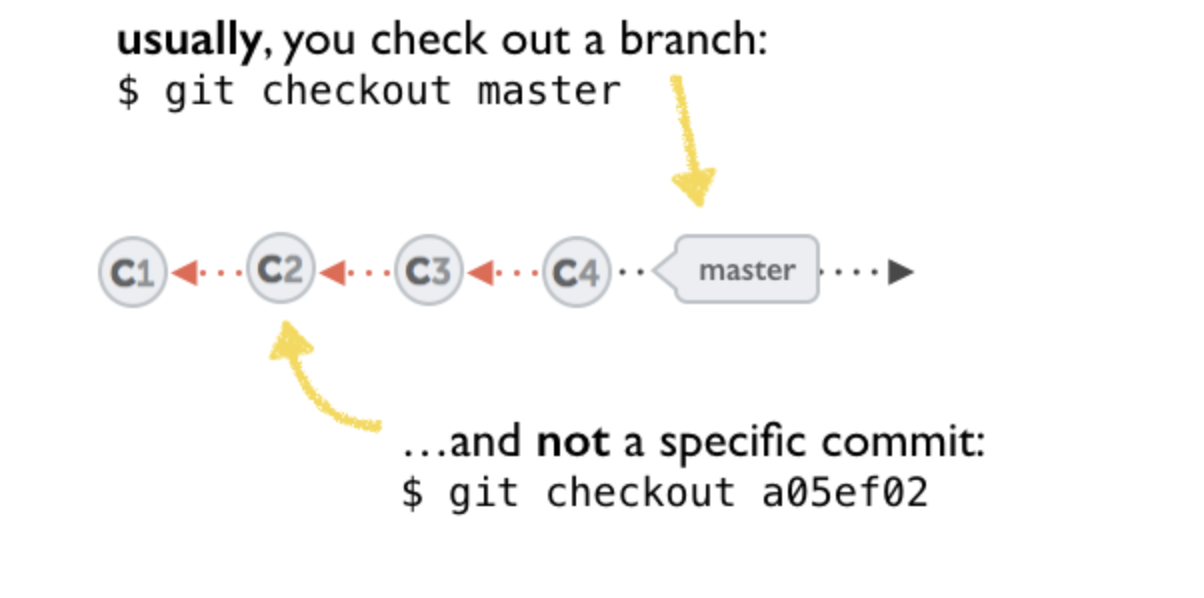 usually, you check out a branch:
$ git checkout master
C1 C2 C3 C4 master
…and not a specific commit:
$ git checkout a05ef02